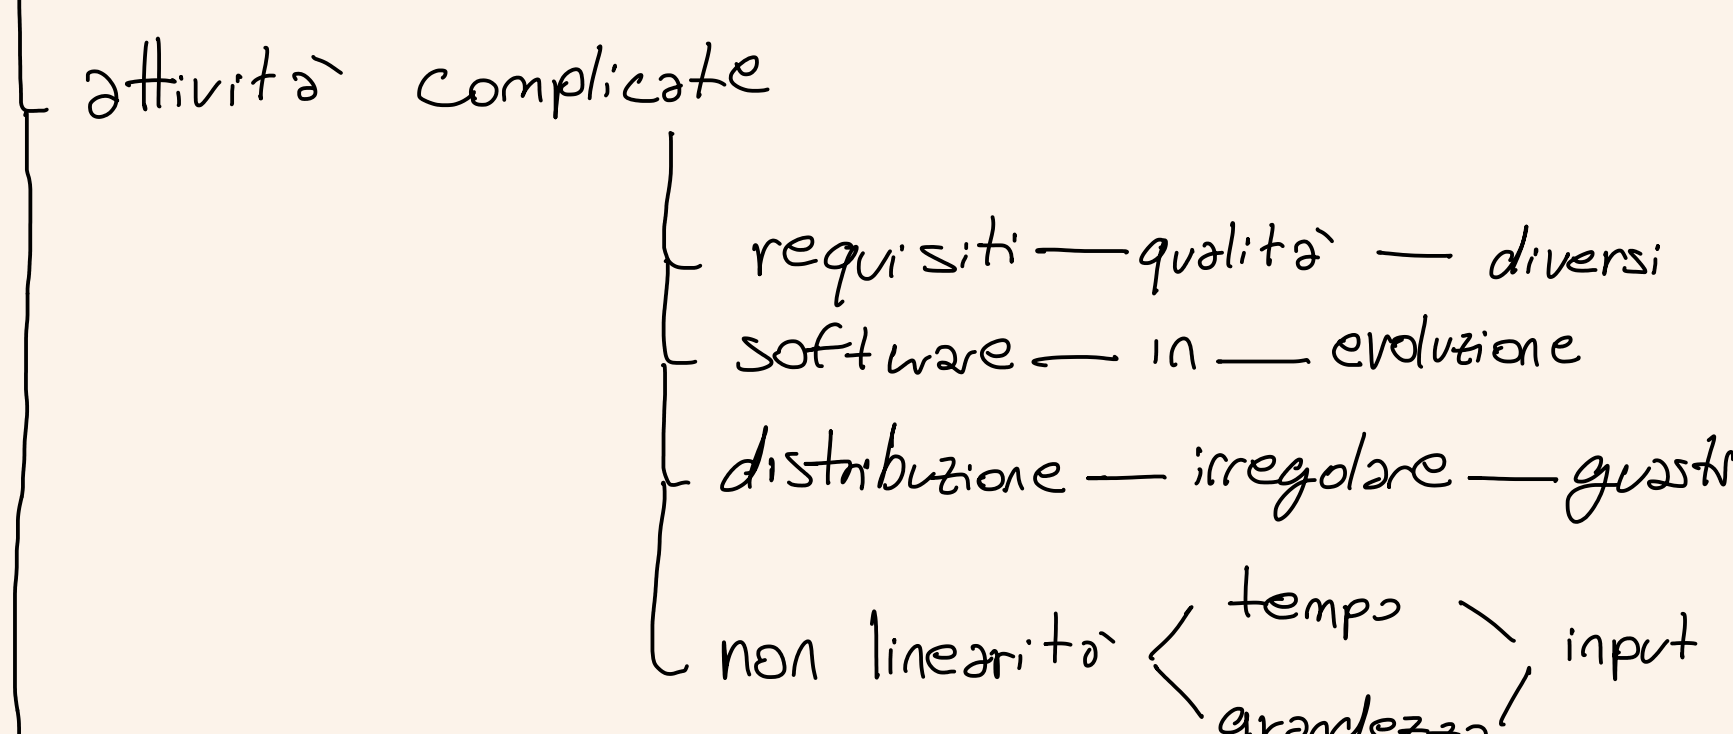 attività complicate
requisiti — qualità — diversi
software — in — evoluzione
distribuzione — irregolare — guasti
tempo
non linearità input
grandezza